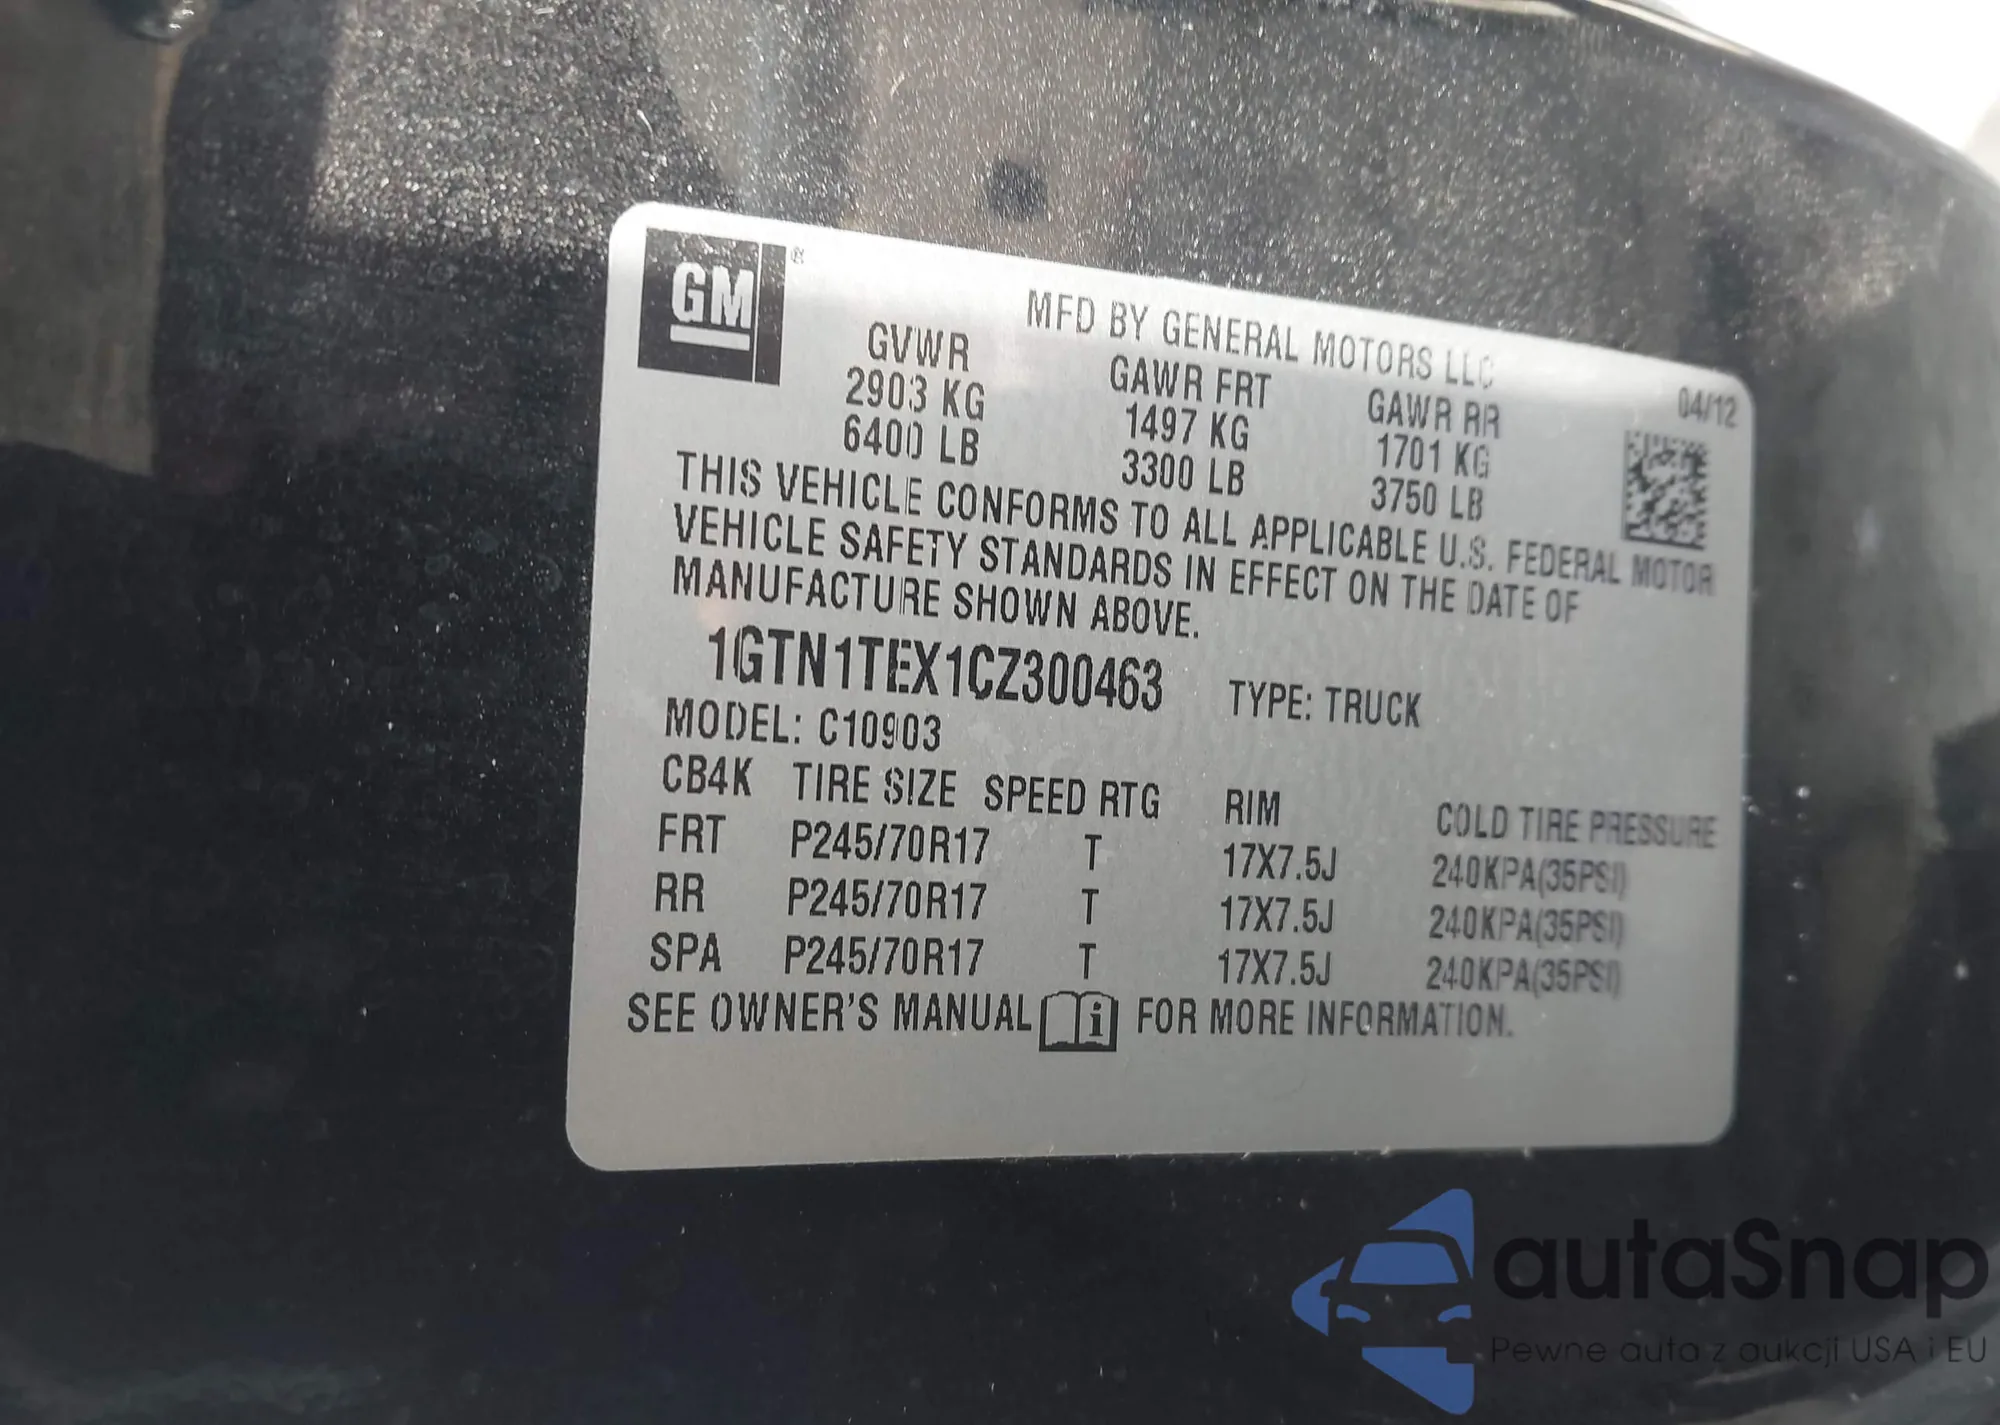 GM ®
MFD BY GENERAL MOTORS LLC
GVWR GAWR FRT GAWR RR 04/12
2903 KG 1497 KG 1701 KG
6400 LB 3300 LB 3750 LB
THIS VEHICLE CONFORMS TO ALL APPLICABLE U.S. FEDERAL MOTOR
VEHICLE SAFETY STANDARDS IN EFFECT ON THE DATE OF
MANUFACTURE SHOWN ABOVE.
1GTN1TEX1CZ300463 TYPE: TRUCK
MODEL: C10903
CB4K TIRE SIZE SPEED RTG RIM COLD TIRE PRESSURE
FRT P245/70R17 T 17X7.5J 240KPA(35PSI)
RR P245/70R17 T 17X7.5J 240KPA(35PSI)
SPA P245/70R17 T 17X7.5J 240KPA(35PSI)
SEE OWNER'S MANUAL i FOR MORE INFORMATION.
autaSnap
Pewne auta z aukcji USA i EU